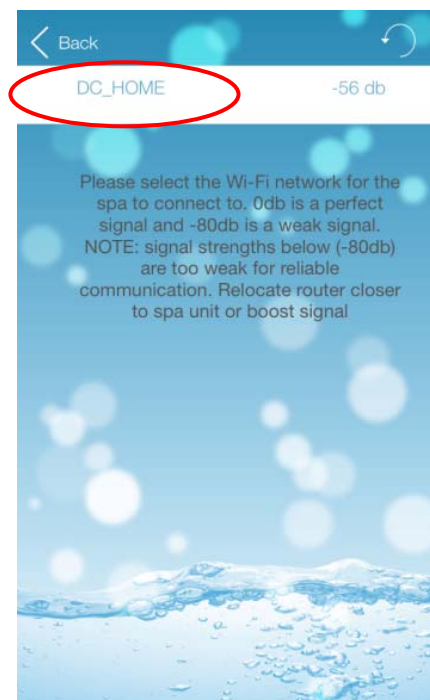 Back
DC_HOME -56 db
Please select the Wi-Fi network for the
spa to connect to. 0db is a perfect
signal and -80db is a weak signal.
NOTE: signal strengths below (-80db)
are too weak for reliable
communication. Relocate router closer
to spa unit or boost signal